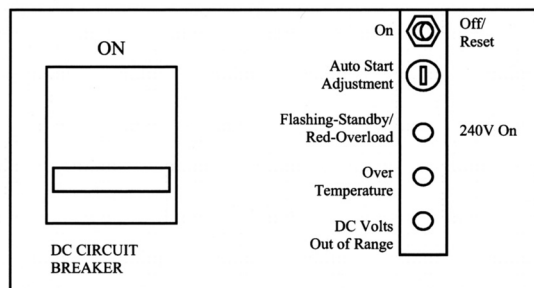 ON
DC CIRCUIT
BREAKER
On
Off/
Reset
Auto Start
Adjustment
Flashing-Standby/
Red-Overload
240V On
Over
Temperature
DC Volts
Out of Range